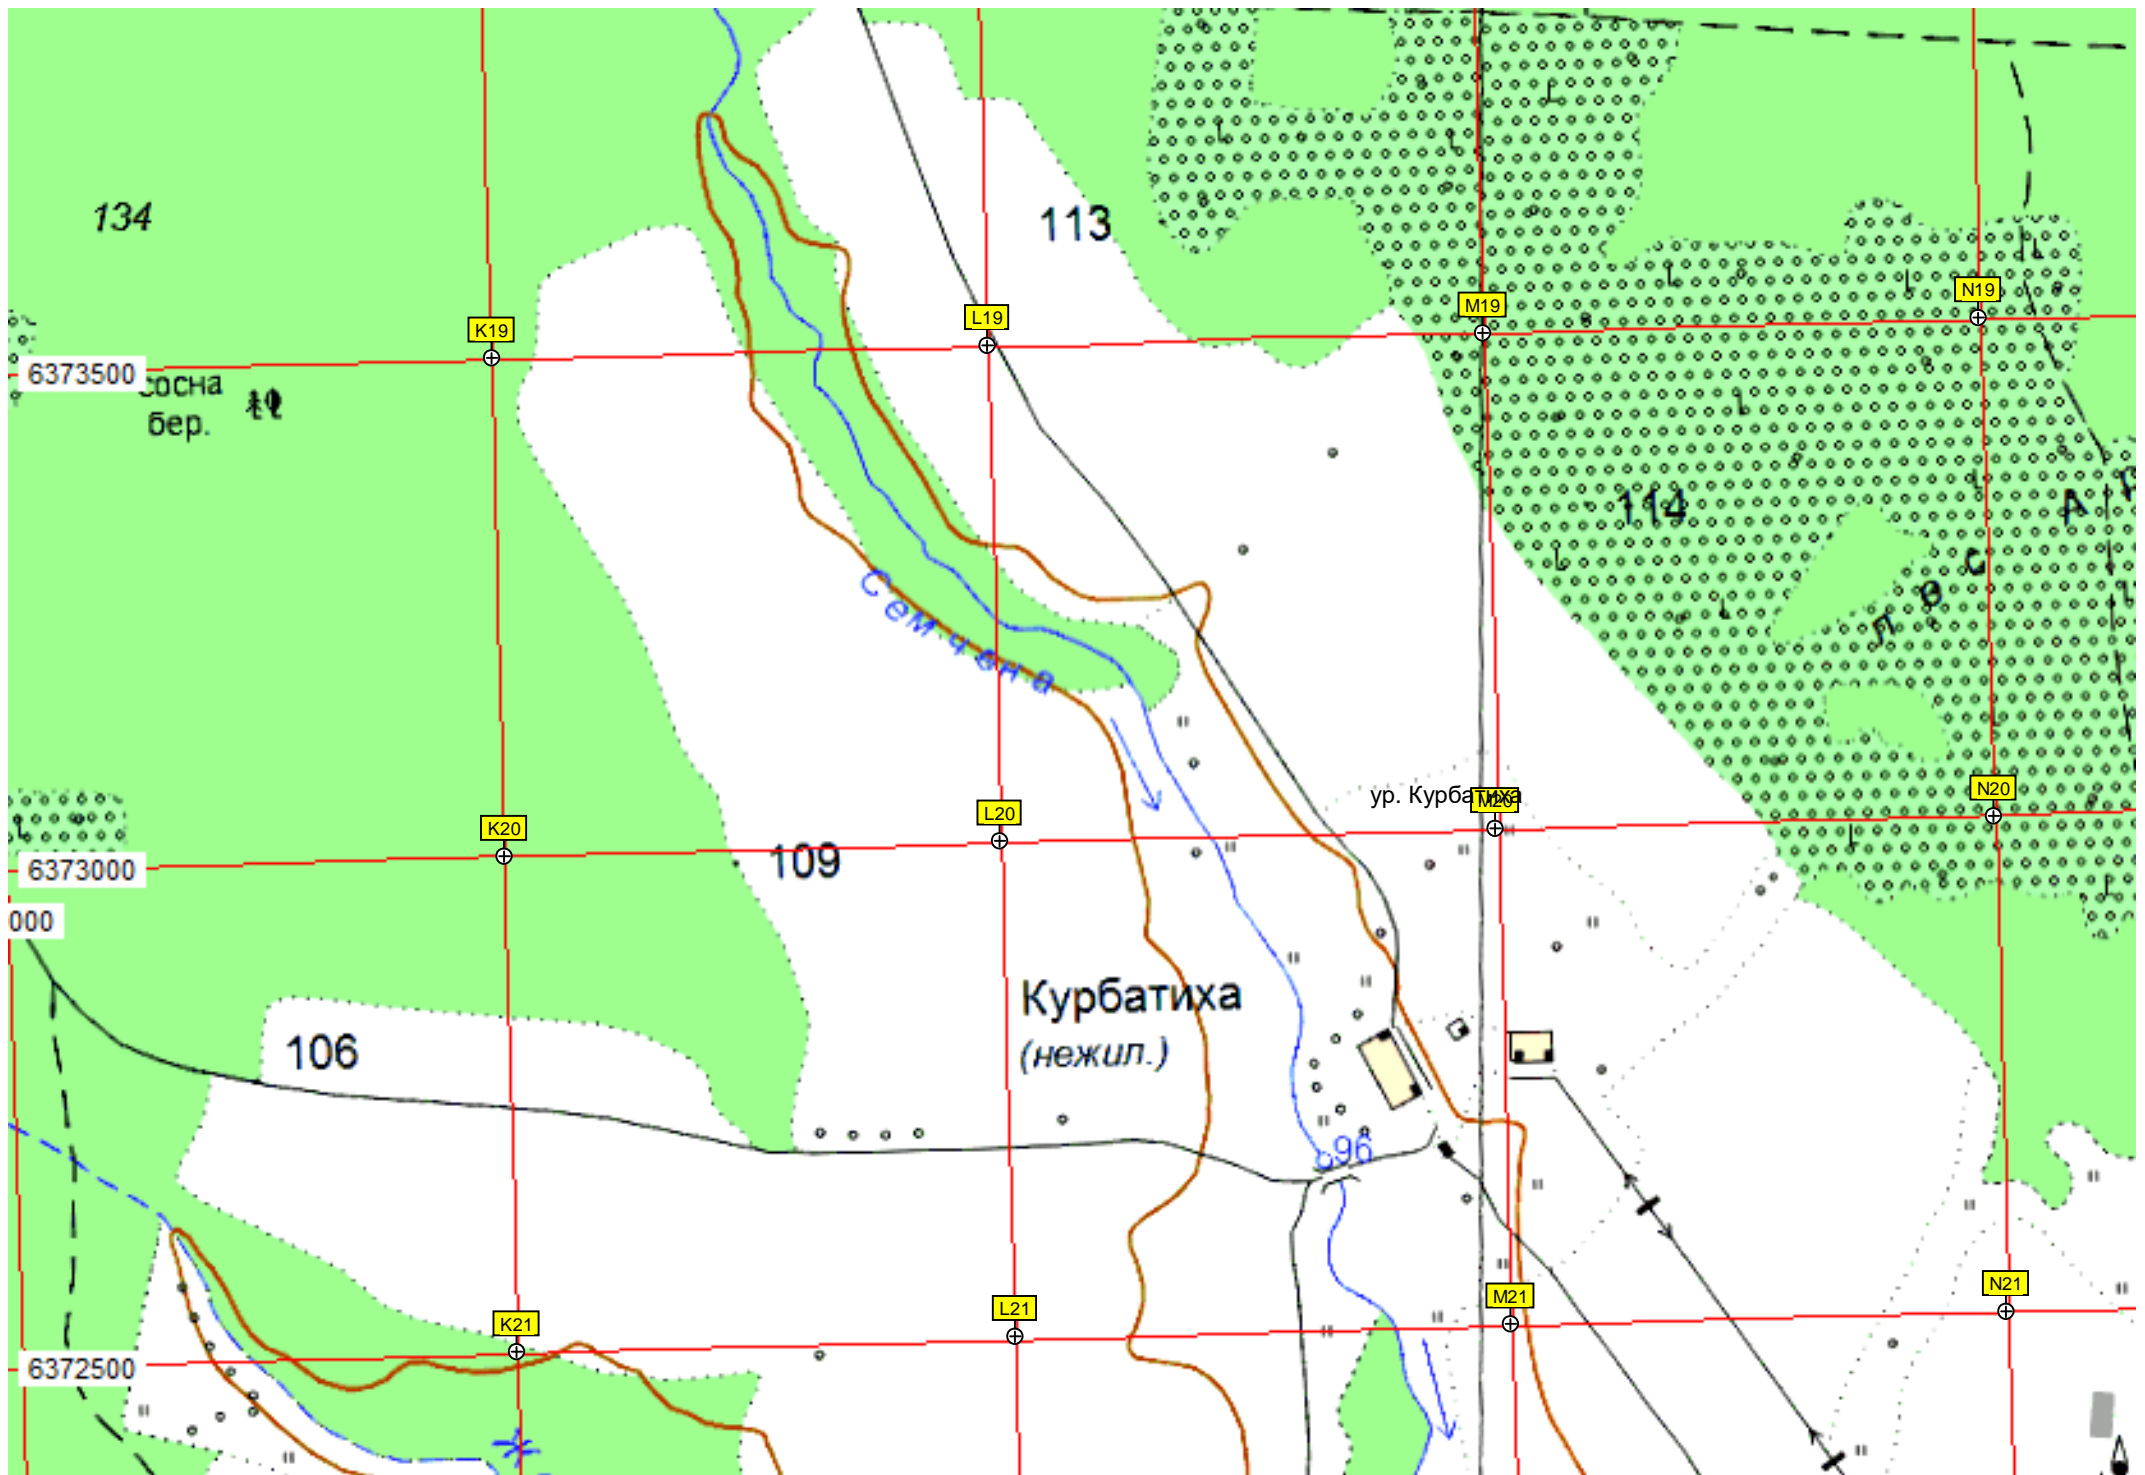 134
113
K19
L19
M19
N19
6373500
сосна
бер.
114
Семчена
лес
А
ур. Курбатиха
M20
N20
L20
K20
109
6373000
000
Курбатиха
(нежил.)
106
96
K21
L21
M21
N21
6372500